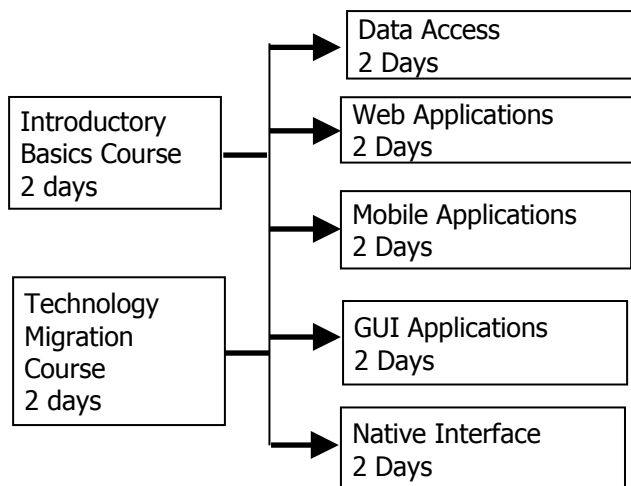 Introductory
Basics Course
2 days
Technology
Migration
Course
2 days
Data Access
2 Days
Web Applications
2 Days
Mobile Applications
2 Days
GUI Applications
2 Days
Native Interface
2 Days